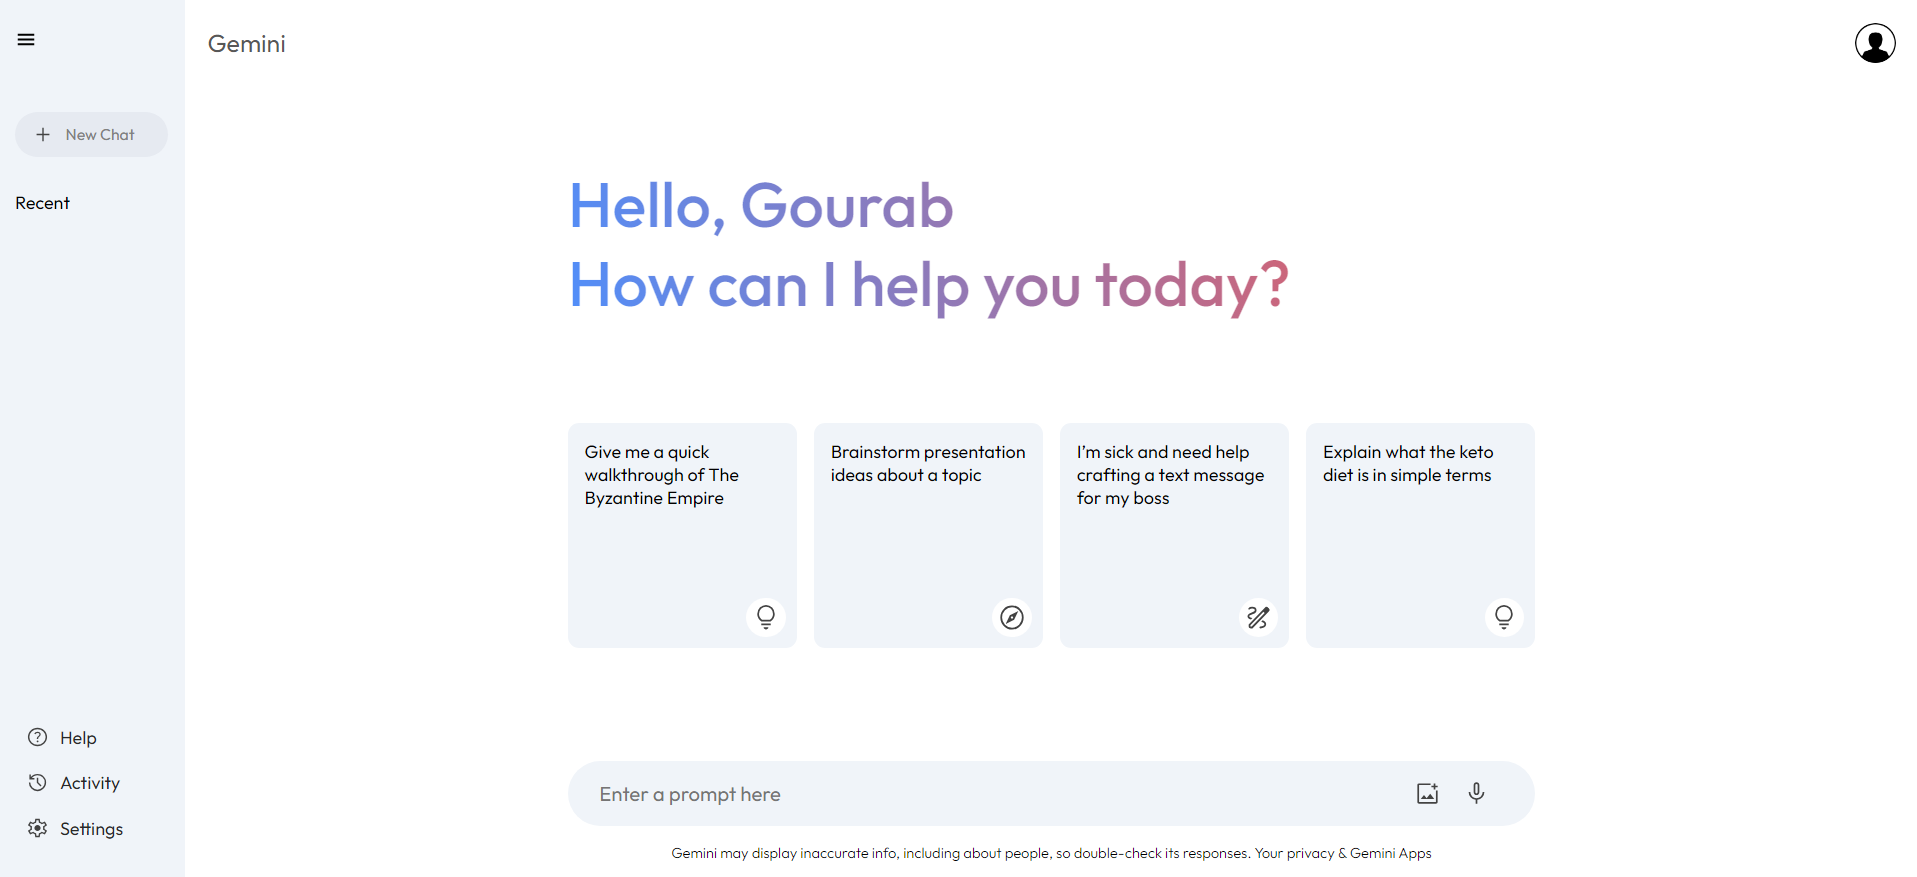 Gemini
New Chat
Recent
Hello, Gourab
How can I help you today?
Give me a quick
walkthrough of The
Byzantine Empire
Brainstorm presentation
ideas about a topic
I'm sick and need help
crafting a text message
for my boss
Explain what the keto
diet is in simple terms
Help
Activity
Settings
Enter a prompt here
Gemini may display inaccurate info, including about people, so double-check its responses. Your privacy & Gemini Apps